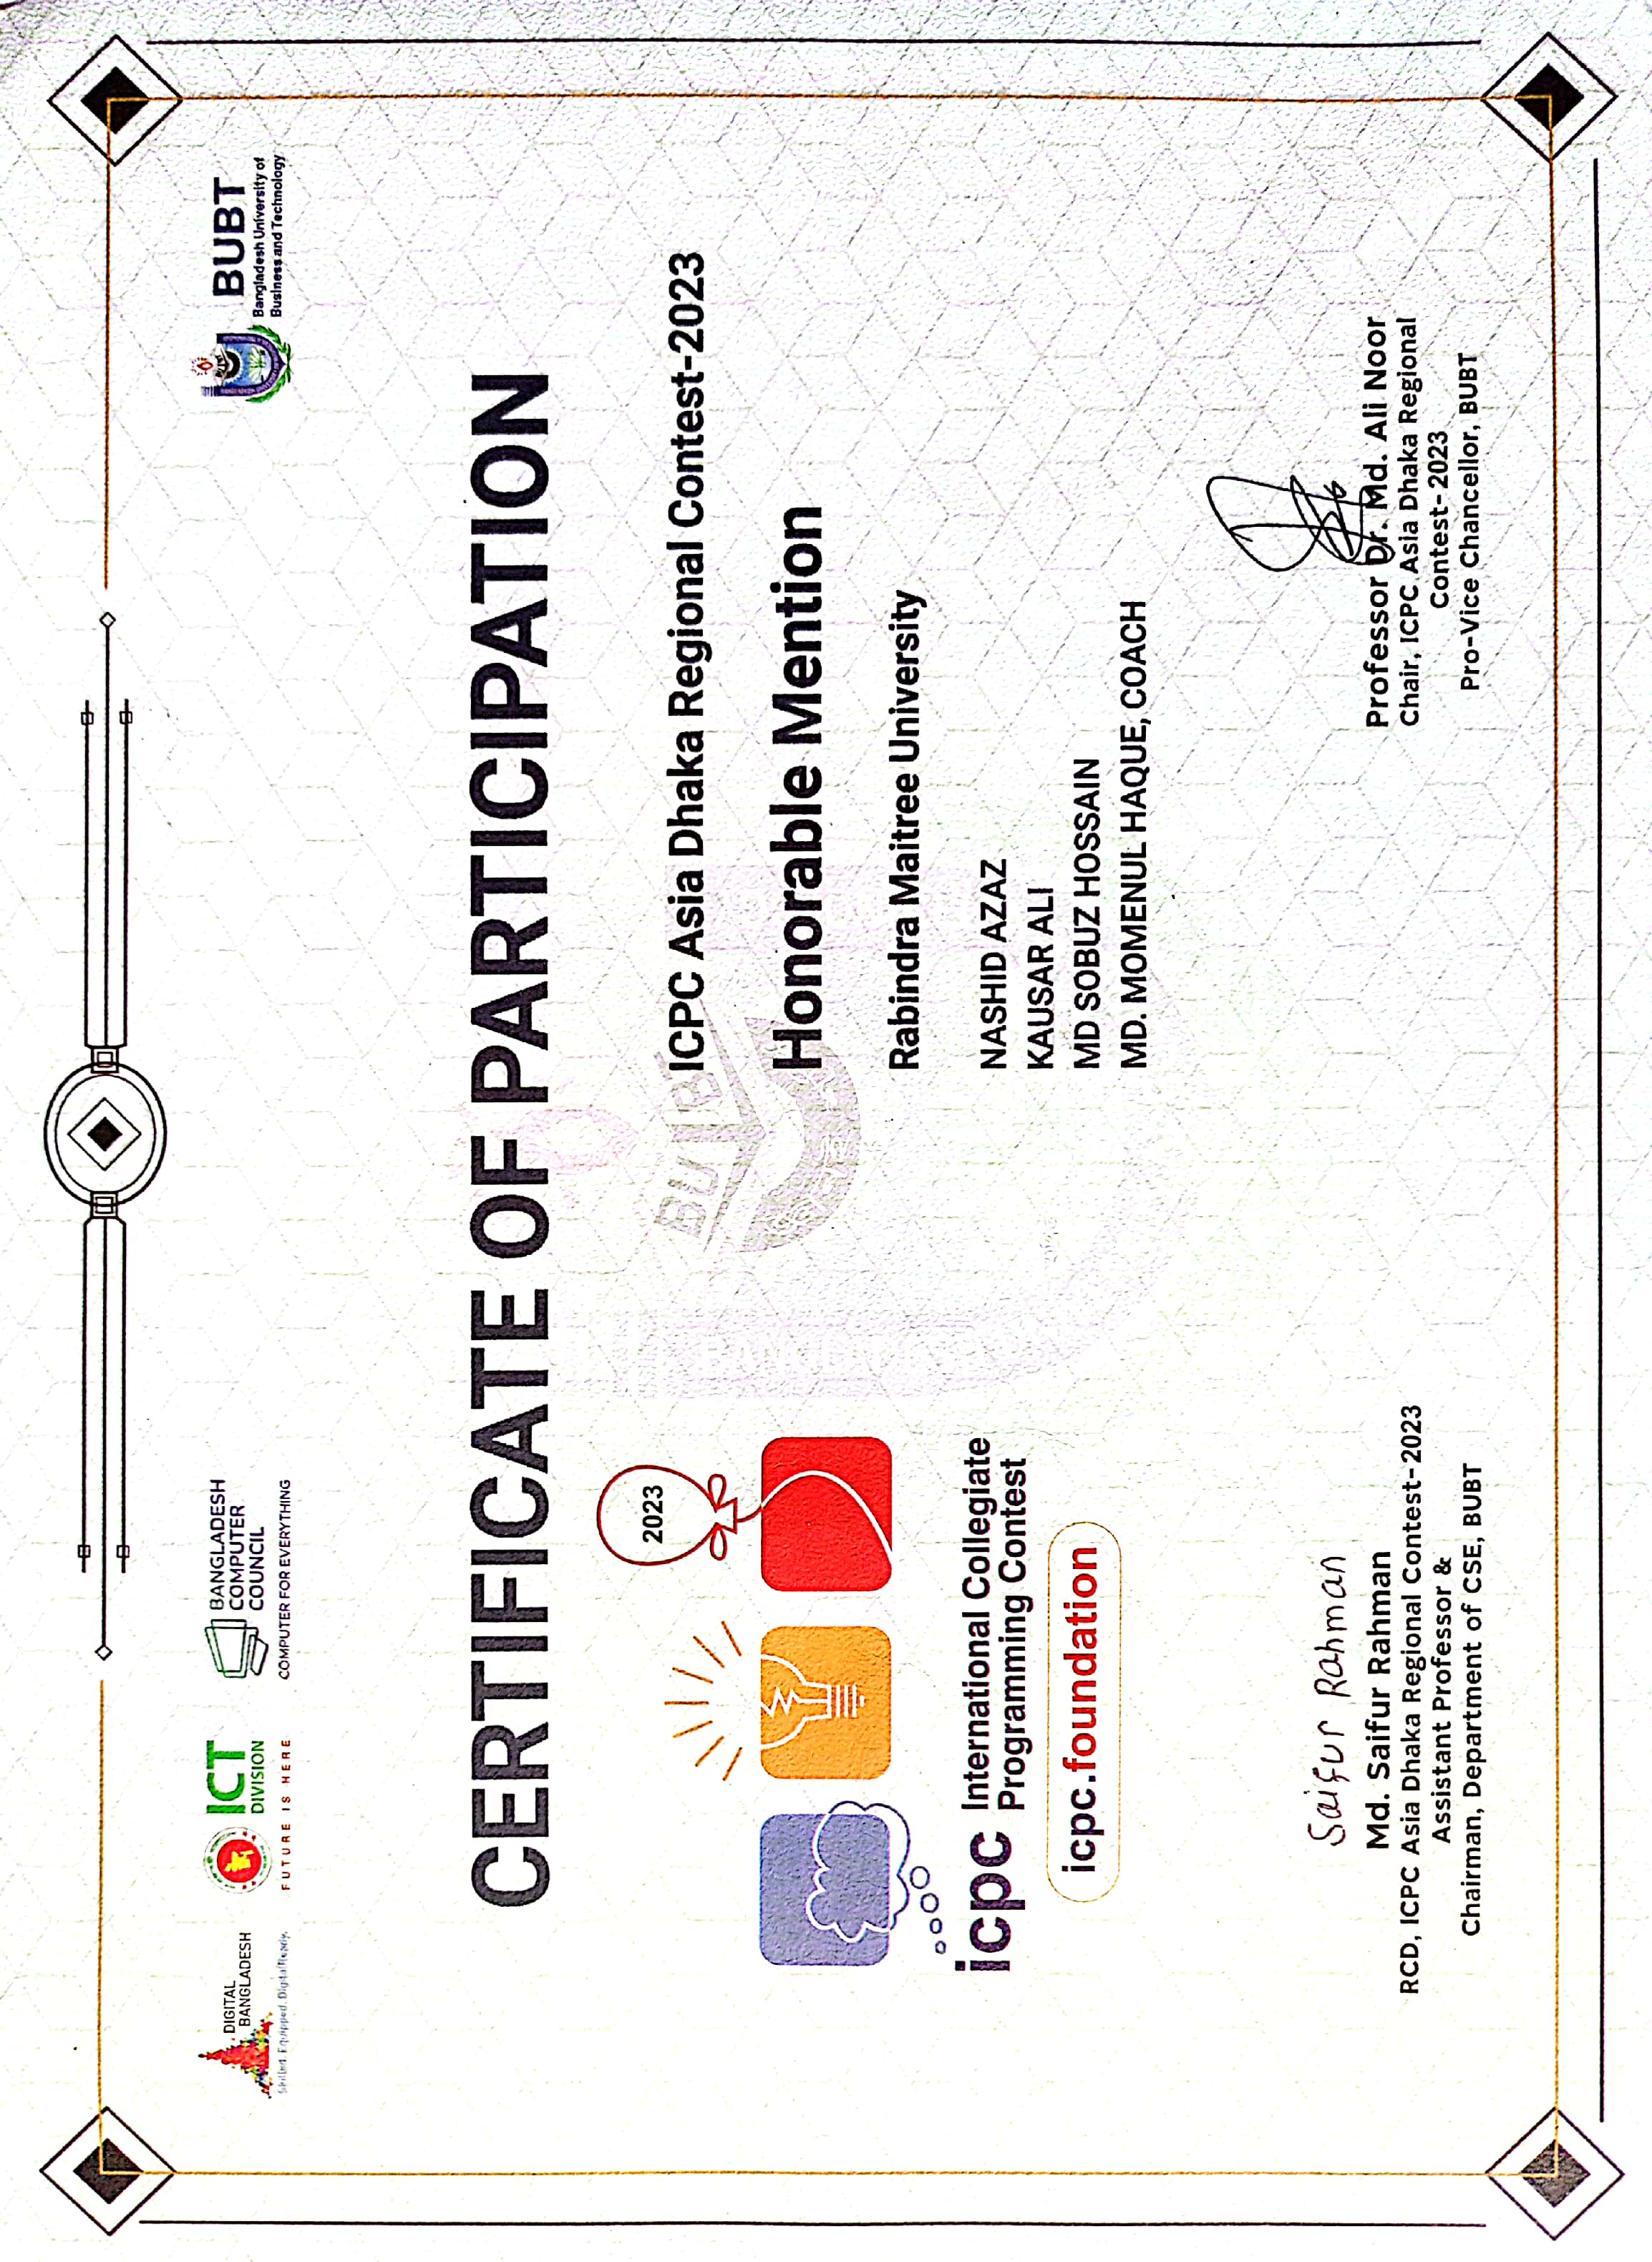 DIGITAL
BANGLADESH
Skilled. Equipped. DigitalReady.
ICT
DIVISION
FUTURE IS HERE
BANGLADESH
COMPUTER
COUNCIL
COMPUTER FOR EVERYTHING
BUBT
Bangladesh University of
Business and Technology
CERTIFICATE OF PARTICIPATION
2023
icpc International Collegiate
Programming Contest
icpc.foundation
BUBT
ICPC Asia Dhaka Regional Contest-2023
Honorable Mention
Rabindra Maitree University
NASHID AZAZ
KAUSAR ALI
MD SOBUZ HOSSAIN
MD. MOMENUL HAQUE, COACH
Saifur Rahman
Md. Saifur Rahman
RCD, ICPC Asia Dhaka Regional Contest-2023
Assistant Professor &
Chairman, Department of CSE, BUBT
Professor Dr. Md. Ali Noor
Chair, ICPC Asia Dhaka Regional
Contest-2023
Pro-Vice Chancellor, BUBT